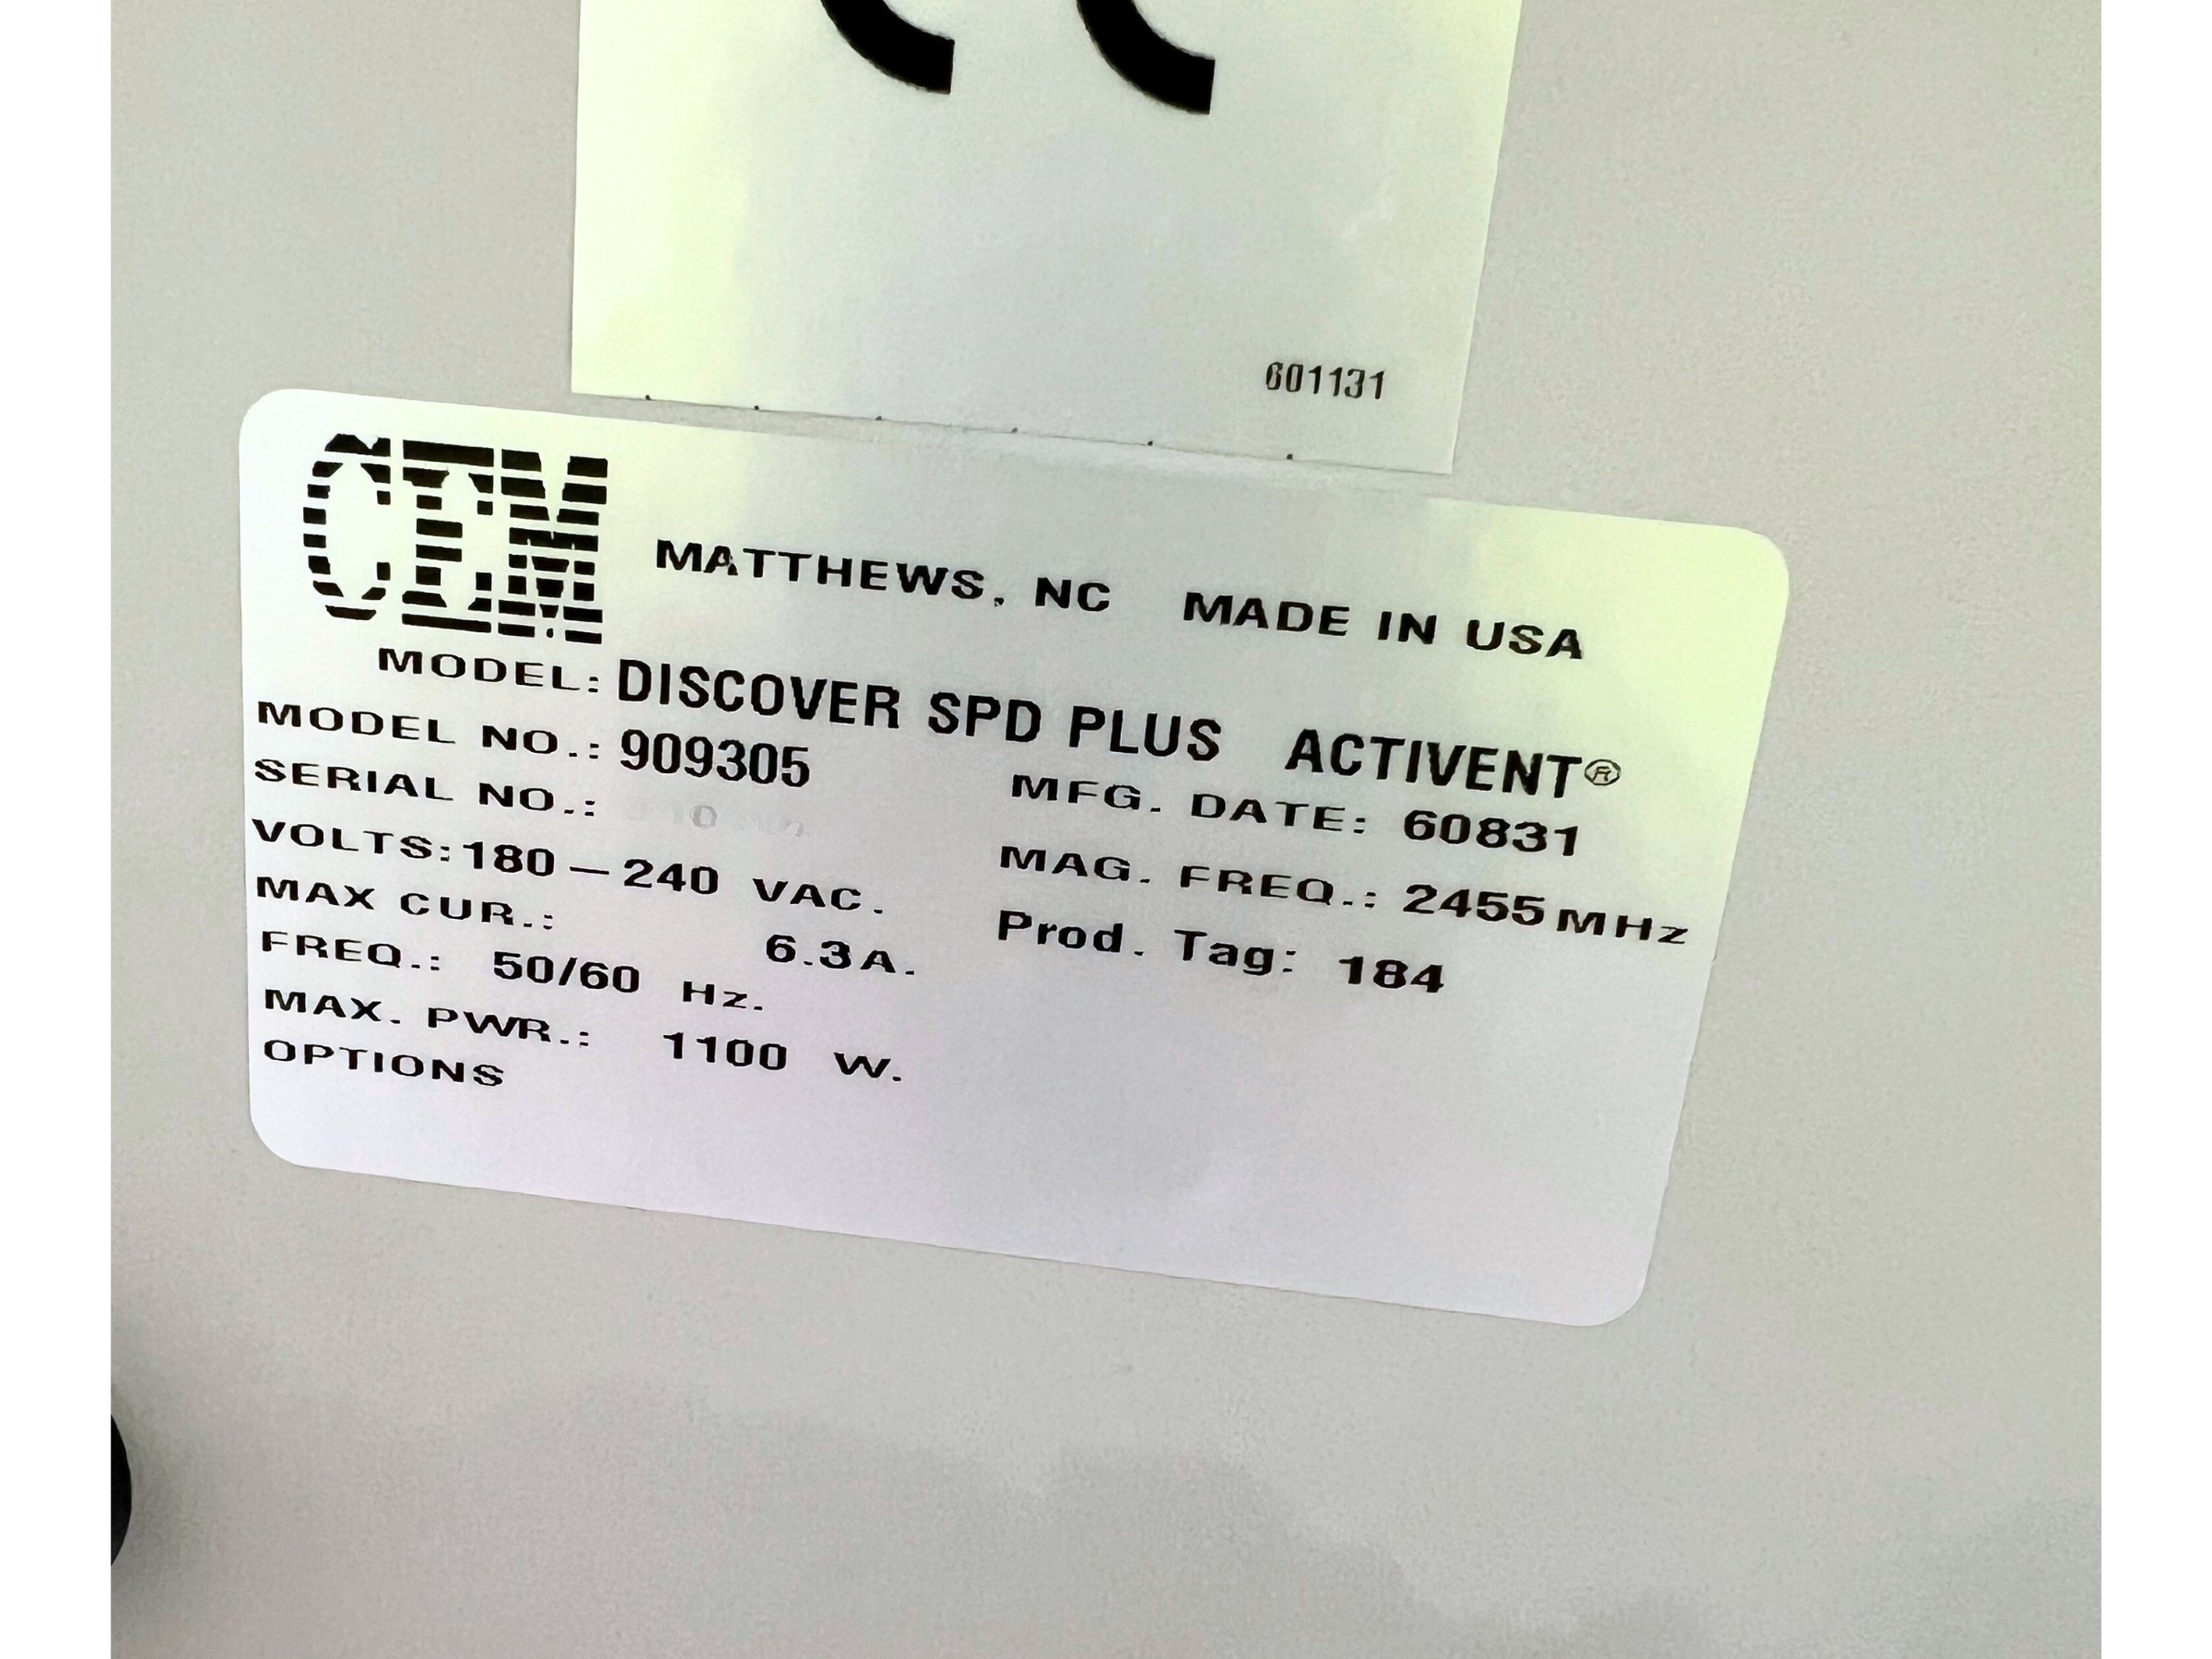 601131
CEM MATTHEWS, NC MADE IN USA
MODEL: DISCOVER SPD PLUS ACTIVENT®
MODEL NO.: 909305 MFG. DATE: 60831
SERIAL NO.:
VOLTS: 180 – 240 VAC. MAG. FREQ.: 2455 MHz
MAX CUR.: 6.3A. Prod. Tag: 184
FREQ.: 50/60 Hz.
MAX. PWR.: 1100 W.
OPTIONS